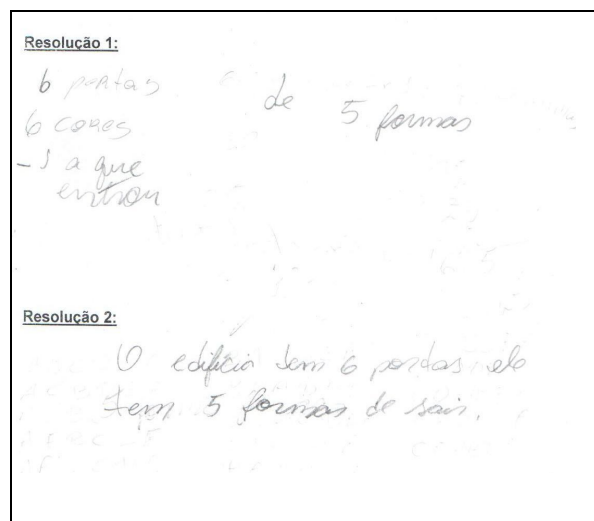 Resolução 1:
6 portas
6 cores
- 1 a que
entrou
de 5 formas
Resolução 2:
O edifício tem 6 portas ele
tem 5 formas de sair.